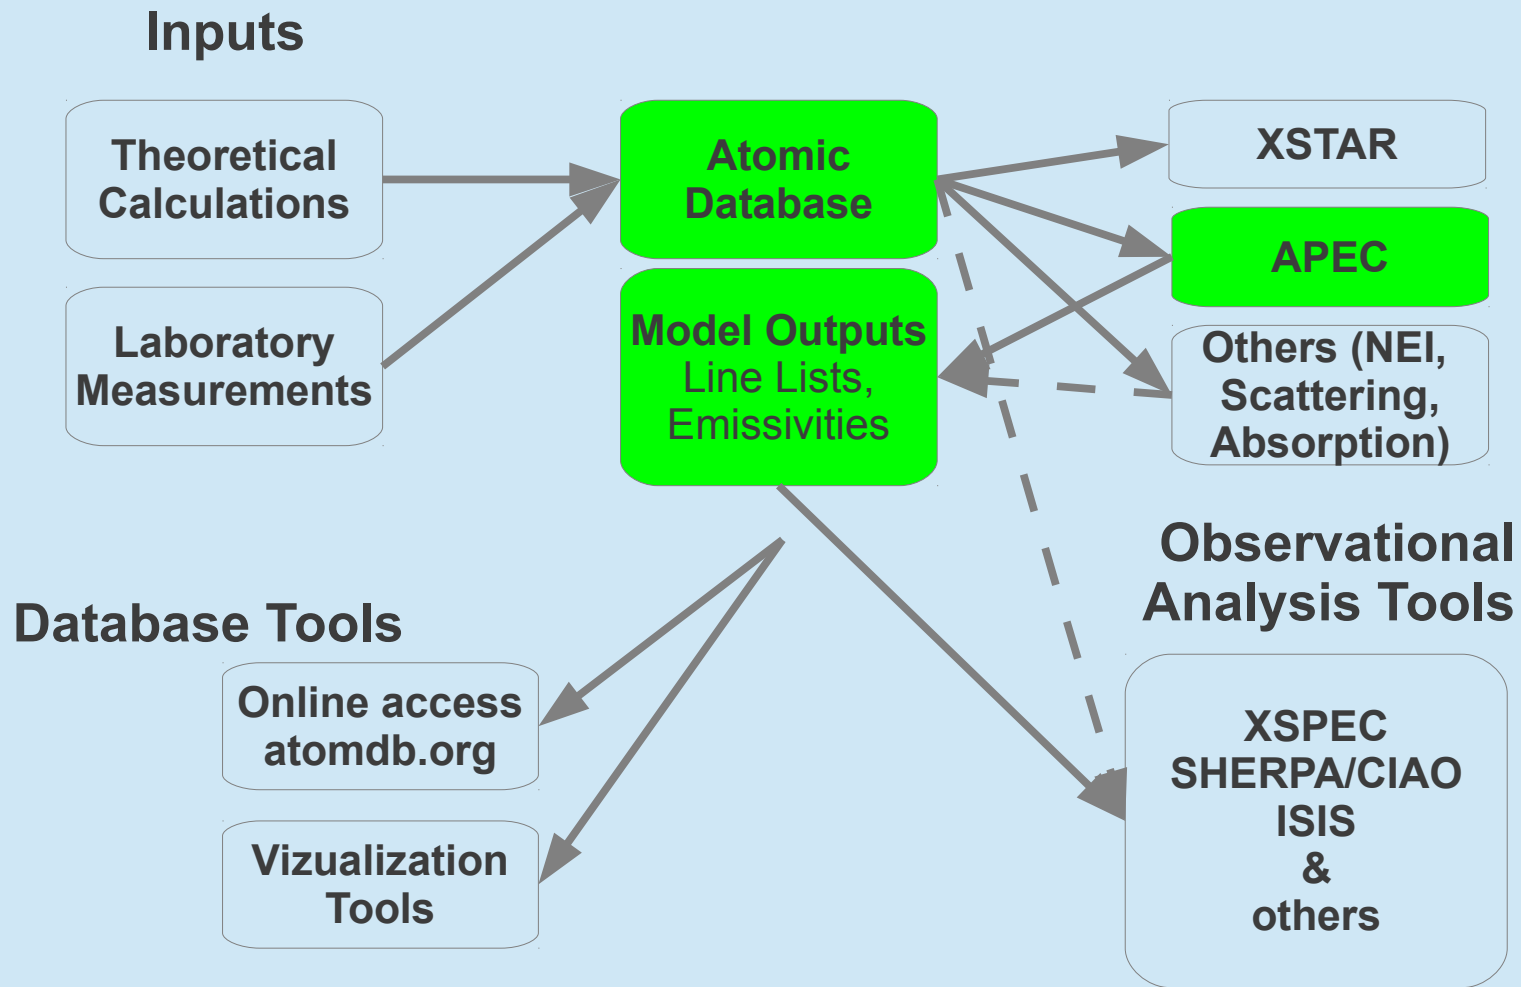 Inputs
Theoretical
Calculations
Laboratory
Measurements
Atomic
Database
Model Outputs
Line Lists,
Emissivities
XSTAR
APEC
Others (NEI,
Scattering,
Absorption)
Database Tools
Online access
atomdb.org
Vizualization
Tools
Observational
Analysis Tools
XSPEC
SHERPA/CIAO
ISIS
&
others